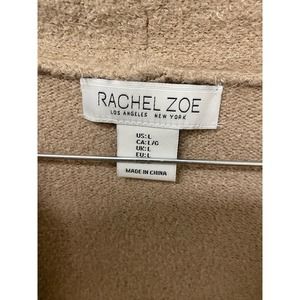 RACHEL ZOE
LOS ANGELES NEW YORK
US: L
CA: L/G
UK: L
EU: L
MADE IN CHINA